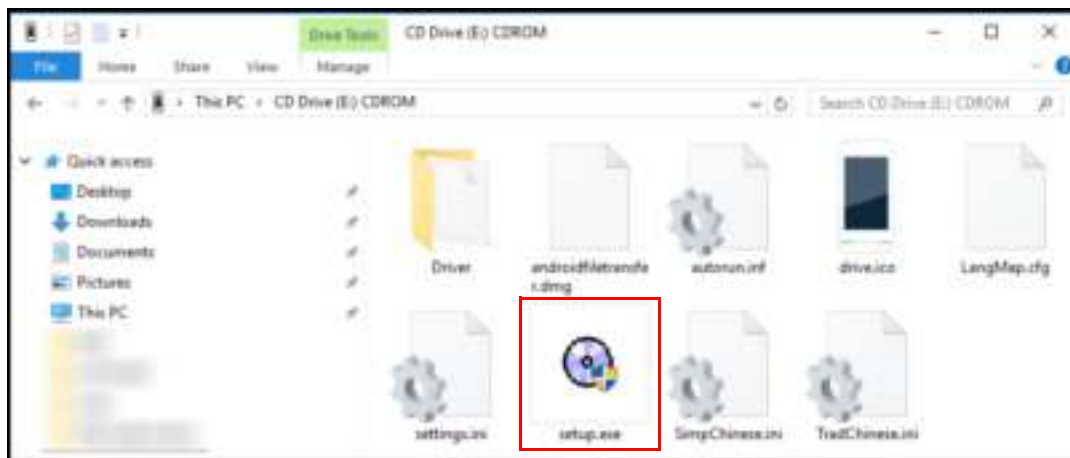 Drive Tools CD Drive (E:) CDROM
File Home Share View Manage
This PC › CD Drive (E:) CDROM Search CD Drive (E:) CDROM
Quick access
Desktop
Downloads
Documents
Pictures
This PC
Driver androidfiletransfe autorun.inf drive.ico LangMap.cfg
r.dmg
settings.ini setup.exe SimpChinese.ini TradChinese.ini